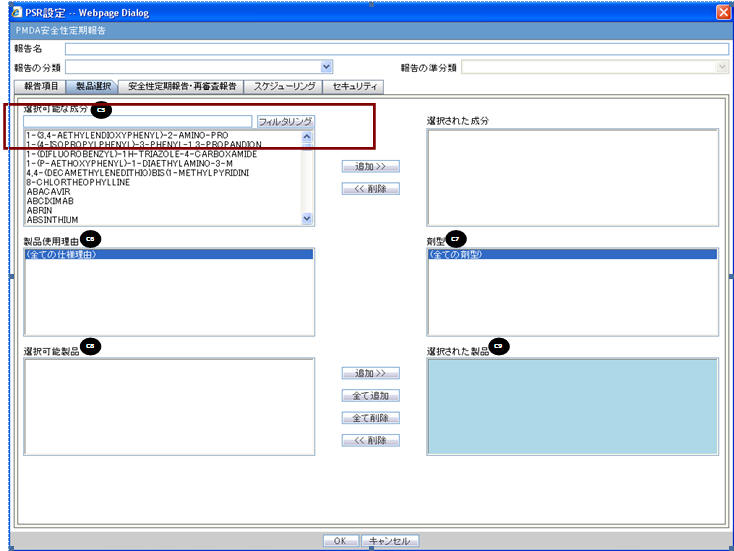 PSR設定 -- Webpage Dialog
PMDA安全性定期報告
報告名
報告の分類 報告の準分類
報告項目 製品選択 安全性定期報告・再審査報告 スケジューリング セキュリティ
選択可能な成分 C5 選択された成分
フィルタリング
1-(3,4-AETHYLENDIOXYPHENYL)-2-AMINO-PRO
1-(4-ISOPROPYLPHENYL)-3-PHENYL-1,3-PROPANDION
1-(DIFLUOROBENZYL)-1H-TRIAZOLE-4-CARBOXAMIDE
1-(P-AETHOXYPHENYL)-1-DIAETHYLAMINO-3-M
4,4-(DECAMETHYLENEDITHIO)BIS(1-METHYLPYRIDINI
8-CHLORTHEOPHYLLINE
ABACAVIR
ABCIXIMAB
ABRIN
ABSINTHIUM
追加 >>
<< 削除
製品使用理由 C6 剤型 C7
(全ての仕様理由) (全ての剤型)
選択可能製品 C8 選択された製品 C9
追加 >>
全て追加
全て削除
<< 削除
OK キャンセル